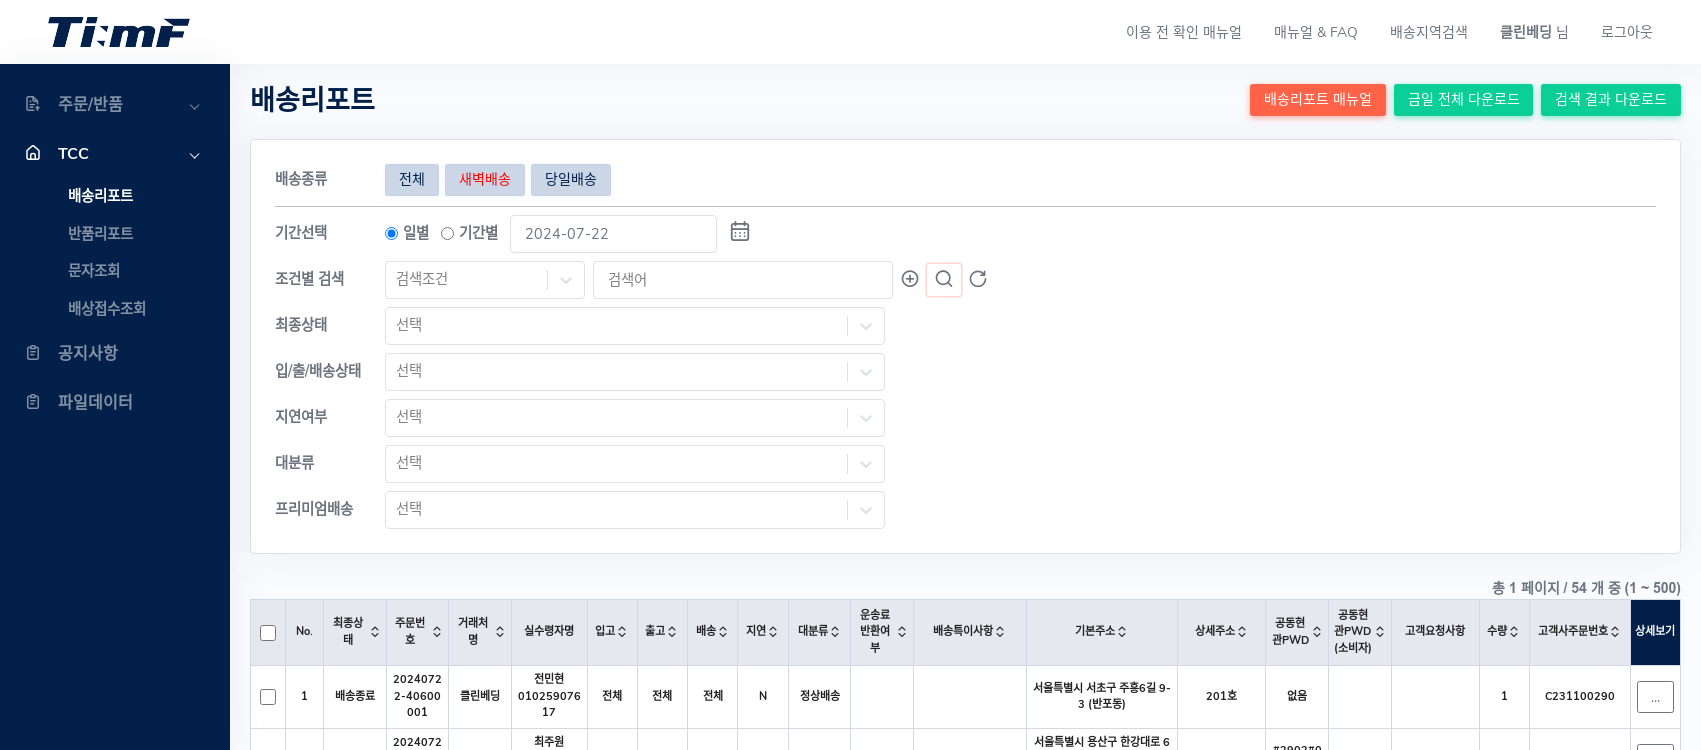 Ti:mF
이용 전 확인 매뉴얼
매뉴얼 & FAQ
배송지역검색
클린베딩 님
로그아웃
주문/반품
TCC
배송리포트
반품리포트
문자조회
배상접수조회
공지사항
파일데이터
배송리포트
배송리포트 매뉴얼
금일 전체 다운로드
검색 결과 다운로드
배송종류 전체 새벽배송 당일배송
기간선택 일별 기간별 2024-07-22
조건별 검색 검색조건 검색어
최종상태 선택
입/출/배송상태 선택
지연여부 선택
대분류 선택
프리미엄배송 선택
총 1 페이지 / 54 개 중 (1 ~ 500)
No.
최종상
태
주문번
호
거래처
명
실수령자명
입고
출고
배송
지연
대분류
운송료
반환여
부
배송특이사항
기본주소
상세주소
공동현
관PWD
공동현
관PWD
(소비자)
고객요청사항
수량
고객사주문번호
상세보기
1
배송종료
2024072
2-40600
001
클린베딩
전민현
010259076
17
전체
전체
전체
N
정상배송
서울특별시 서초구 주흥6길 9-
3 (반포동)
201호
없음
1
C231100290
...
2024072
최주원
서울특별시 용산구 한강대로 6
#2902#0